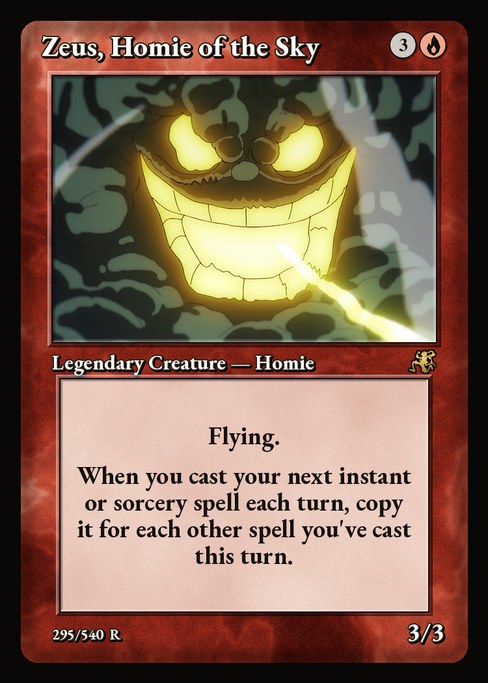 Zeus, Homie of the Sky
3
Legendary Creature — Homie
Flying.
When you cast your next instant
or sorcery spell each turn, copy
it for each other spell you've cast
this turn.
295/540 R
3/3